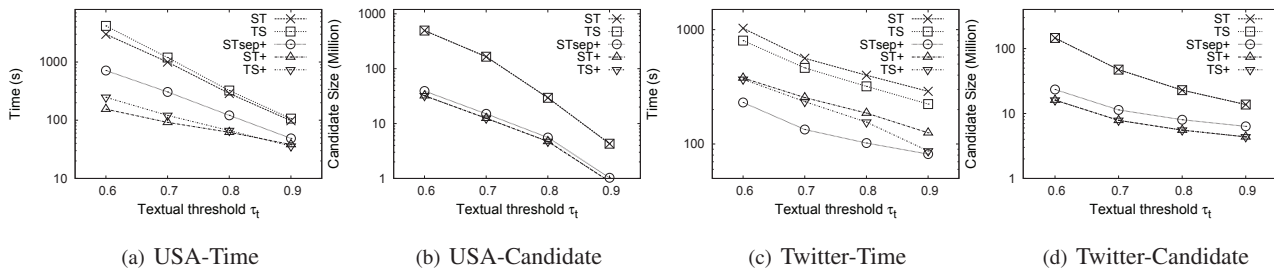 Time (s)
1000
100
10
0.6 0.7 0.8 0.9
Textual threshold τt
ST
TS
STsep+
ST+
TS+
(a) USA-Time
Candidate Size (Million)
1000
100
10
1
0.6 0.7 0.8 0.9
Textual threshold τt
ST
TS
STsep+
ST+
TS+
(b) USA-Candidate
Time (s)
1000
100
0.6 0.7 0.8 0.9
Textual threshold τt
ST
TS
STsep+
ST+
TS+
(c) Twitter-Time
Candidate Size (Million)
100
10
1
0.6 0.7 0.8 0.9
Textual threshold τt
ST
TS
STsep+
ST+
TS+
(d) Twitter-Candidate